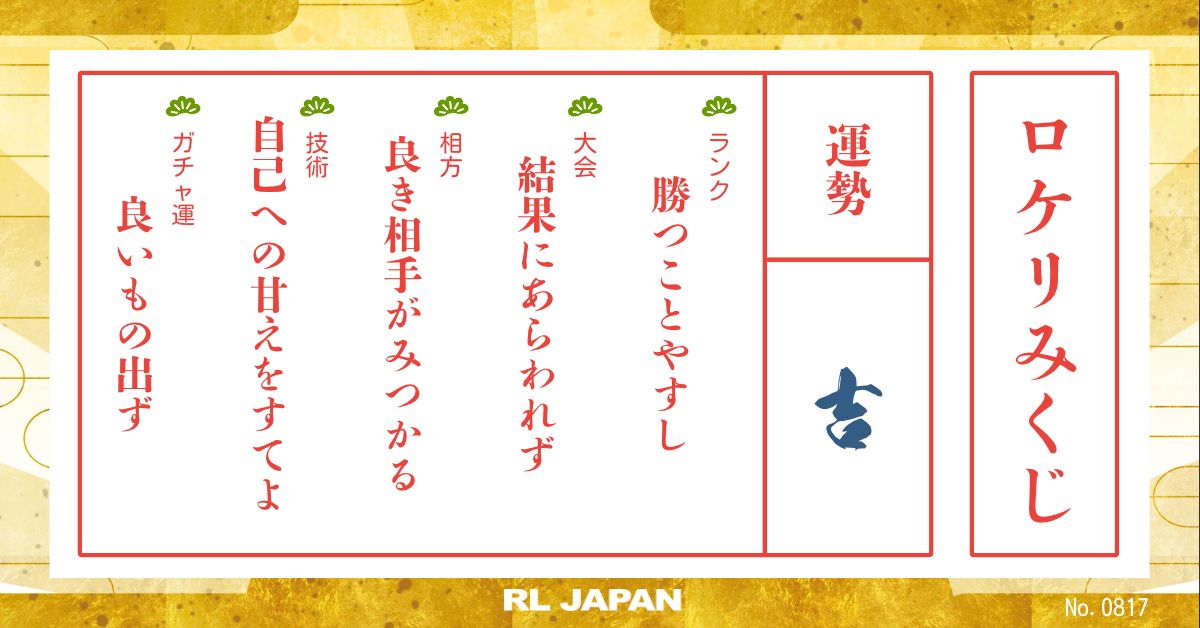 ロケリみくじ
運勢
吉
ランク
勝つことやすし
大会
結果にあらわれず
相方
良き相手がみつかる
技術
自己への甘えをすてよ
ガチャ運
良いもの出ず
RL JAPAN
No. 0817